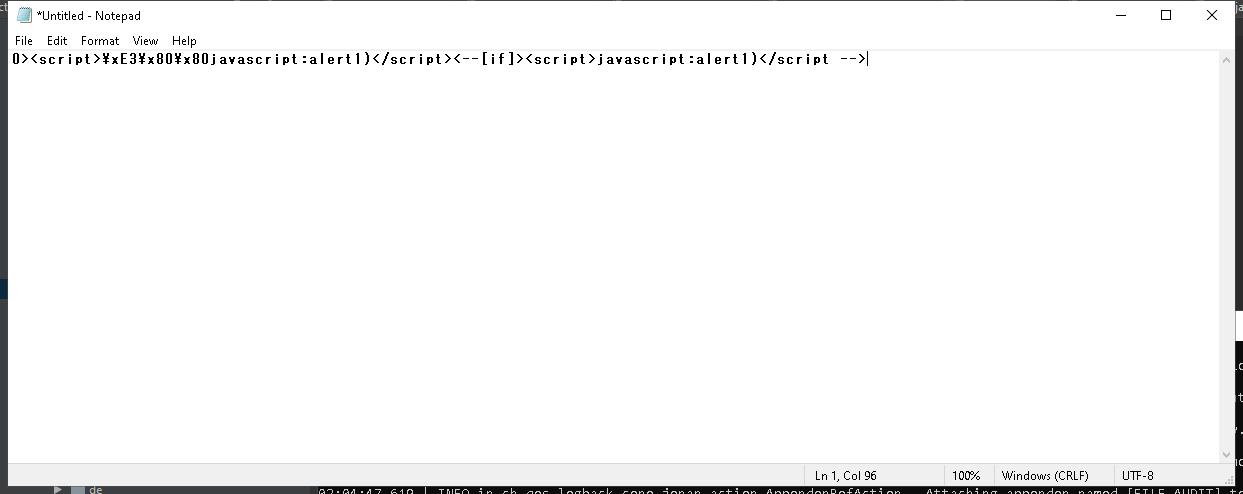 *Untitled - Notepad
File Edit Format View Help
0><script>¥xE3¥x80¥x80javascript:alert1)</script><--[if]><script>javascript:alert1)</script -->
Ln 1, Col 96 100% Windows (CRLF) UTF-8
de
02:04:47,619 | INFO in ch.qos.logback.core.joran.action.AppenderRefAction - Attaching appender named [FILE_AUDIT] t